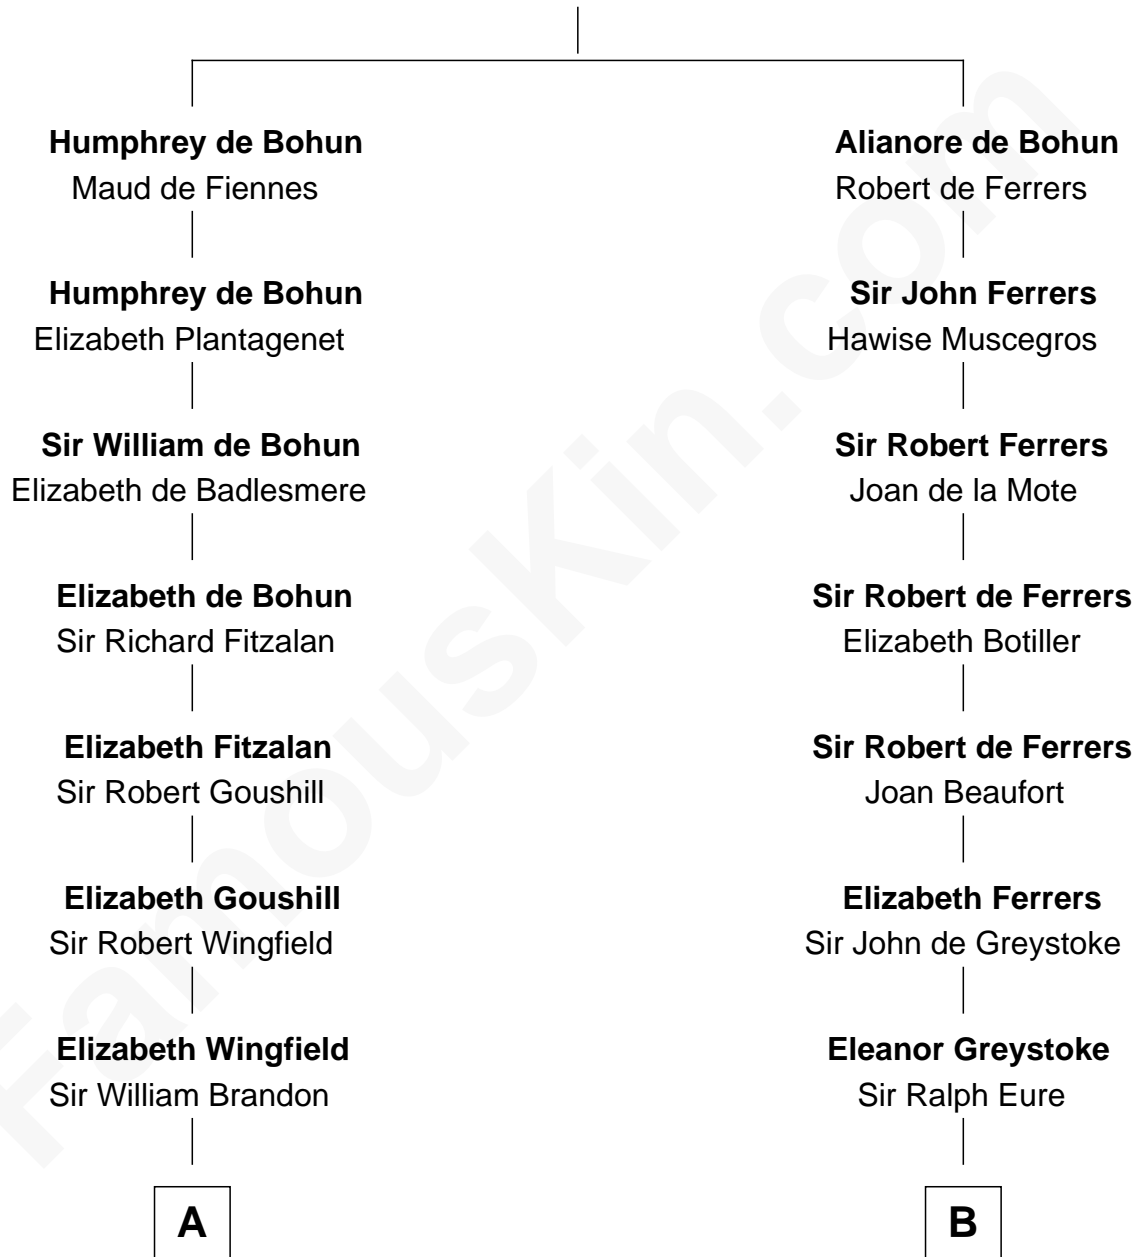 Humphrey de Bohun
Maud de Fiennes
Humphrey de Bohun
Elizabeth Plantagenet
Sir William de Bohun
Elizabeth de Badlesmere
Elizabeth de Bohun
Sir Richard Fitzalan
Elizabeth Fitzalan
Sir Robert Goushill
Elizabeth Goushill
Sir Robert Wingfield
Elizabeth Wingfield
Sir William Brandon
A
Alianore de Bohun
Robert de Ferrers
Sir John Ferrers
Hawise Muscegros
Sir Robert Ferrers
Joan de la Mote
Sir Robert de Ferrers
Elizabeth Botiller
Sir Robert de Ferrers
Joan Beaufort
Elizabeth Ferrers
Sir John de Greystoke
Eleanor Greystoke
Sir Ralph Eure
B
FamousKin.com